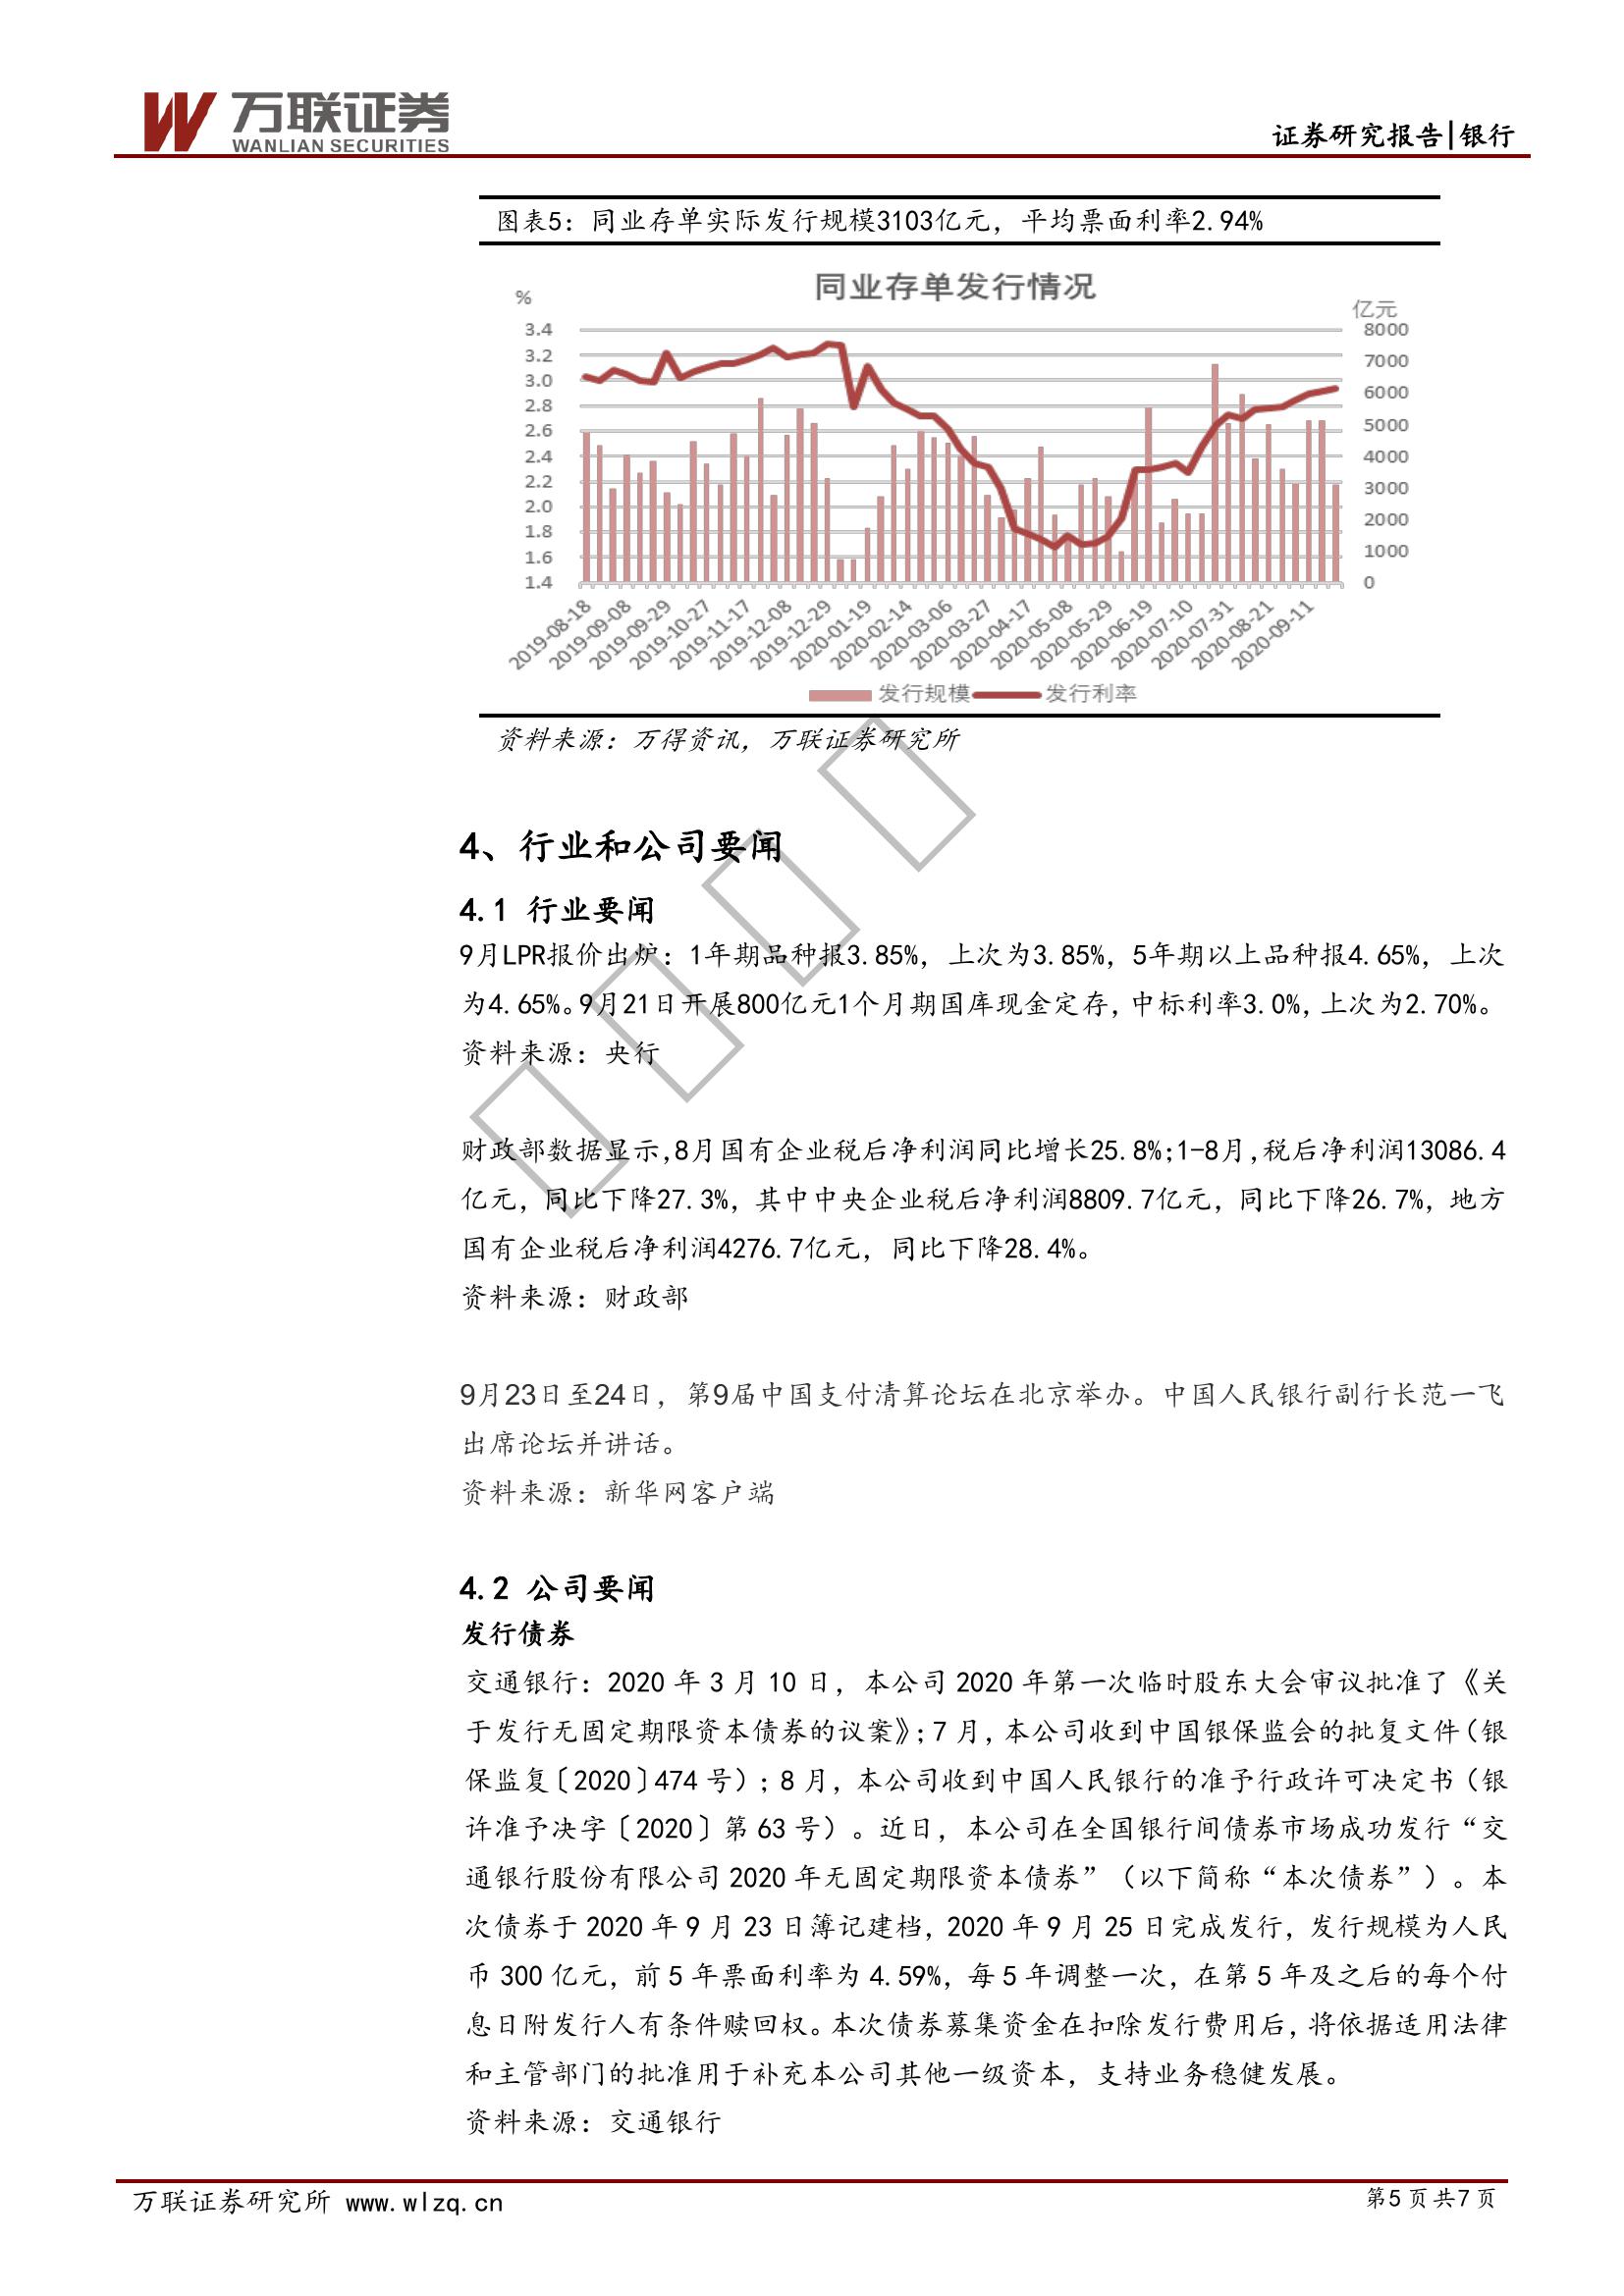 万联证券
WANLIAN SECURITIES
证券研究报告|银行
图表5：同业存单实际发行规模3103亿元，平均票面利率2.94%
同业存单发行情况
%
亿元
3.4
3.2
3.0
2.8
2.6
2.4
2.2
2.0
1.8
1.6
1.4
8000
7000
6000
5000
4000
3000
2000
1000
0
2019-08-18
2019-09-08
2019-09-29
2019-10-27
2019-11-17
2019-12-08
2019-12-29
2020-01-19
2020-02-14
2020-03-06
2020-03-27
2020-04-17
2020-05-08
2020-05-29
2020-06-19
2020-07-10
2020-07-31
2020-08-21
2020-09-11
发行规模 发行利率
资料来源：万得资讯，万联证券研究所
4、行业和公司要闻
4.1 行业要闻
9月LPR报价出炉：1年期品种报3.85%，上次为3.85%，5年期以上品种报4.65%，上次
为4.65%。9月21日开展800亿元1个月期国库现金定存，中标利率3.0%，上次为2.70%。
资料来源：央行
财政部数据显示，8月国有企业税后净利润同比增长25.8%；1-8月，税后净利润13086.4
亿元，同比下降27.3%，其中中央企业税后净利润8809.7亿元，同比下降26.7%，地方
国有企业税后净利润4276.7亿元，同比下降28.4%。
资料来源：财政部
9月23日至24日，第9届中国支付清算论坛在北京举办。中国人民银行副行长范一飞
出席论坛并讲话。
资料来源：新华网客户端
4.2 公司要闻
发行债券
交通银行：2020 年 3 月 10 日，本公司 2020 年第一次临时股东大会审议批准了《关
于发行无固定期限资本债券的议案》；7 月，本公司收到中国银保监会的批复文件（银
保监复〔2020〕474 号）；8 月，本公司收到中国人民银行的准予行政许可决定书（银
许准予决字〔2020〕第 63 号）。近日，本公司在全国银行间债券市场成功发行“交
通银行股份有限公司 2020 年无固定期限资本债券”（以下简称“本次债券”）。本
次债券于 2020 年 9 月 23 日簿记建档，2020 年 9 月 25 日完成发行，发行规模为人民
币 300 亿元，前 5 年票面利率为 4.59%，每 5 年调整一次，在第 5 年及之后的每个付
息日附发行人有条件赎回权。本次债券募集资金在扣除发行费用后，将依据适用法律
和主管部门的批准用于补充本公司其他一级资本，支持业务稳健发展。
资料来源：交通银行
万联证券研究所 www.wlzq.cn
第5页共7页